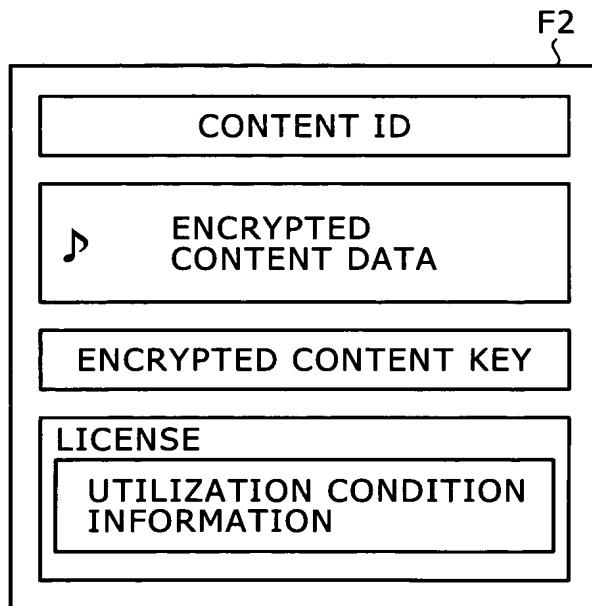 F2
CONTENT ID
ENCRYPTED
CONTENT DATA
ENCRYPTED CONTENT KEY
LICENSE
UTILIZATION CONDITION
INFORMATION